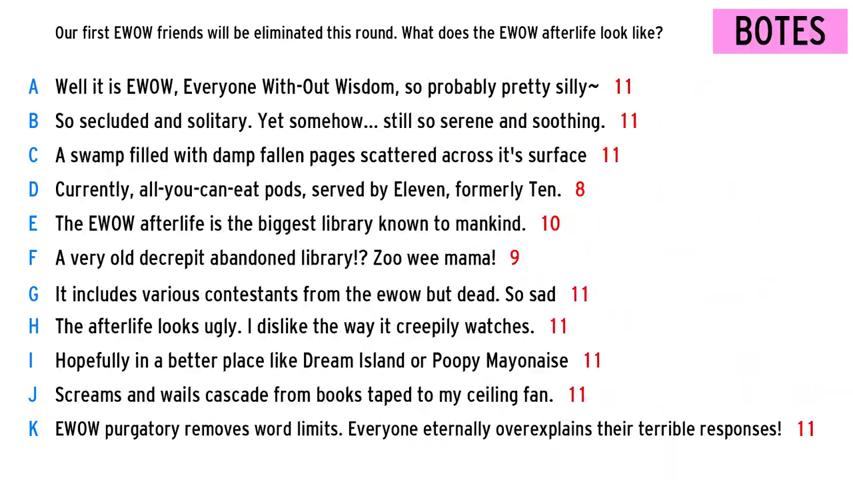 Our first EWOW friends will be eliminated this round. What does the EWOW afterlife look like?
BOTES
A Well it is EWOW, Everyone With-Out Wisdom, so probably pretty silly~ 11
B So secluded and solitary. Yet somehow... still so serene and soothing. 11
C A swamp filled with damp fallen pages scattered across it's surface 11
D Currently, all-you-can-eat pods, served by Eleven, formerly Ten. 8
E The EWOW afterlife is the biggest library known to mankind. 10
F A very old decrepit abandoned library!? Zoo wee mama! 9
G It includes various contestants from the ewow but dead. So sad 11
H The afterlife looks ugly. I dislike the way it creepily watches. 11
I Hopefully in a better place like Dream Island or Poopy Mayonaise 11
J Screams and wails cascade from books taped to my ceiling fan. 11
K EWOW purgatory removes word limits. Everyone eternally overexplains their terrible responses! 11